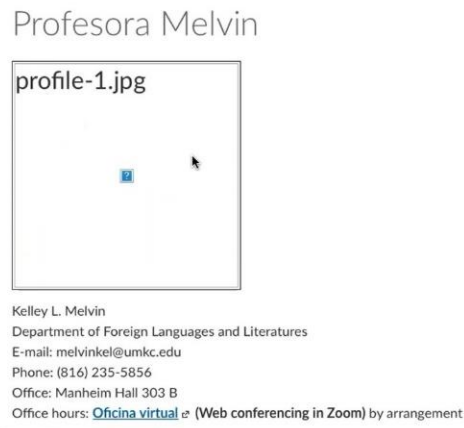 Profesora Melvin
profile-1.jpg
?
Kelley L. Melvin
Department of Foreign Languages and Literatures
E-mail: melvinkel@umkc.edu
Phone: (816) 235-5856
Office: Manheim Hall 303 B
Office hours: Oficina virtual (Web conferencing in Zoom) by arrangement